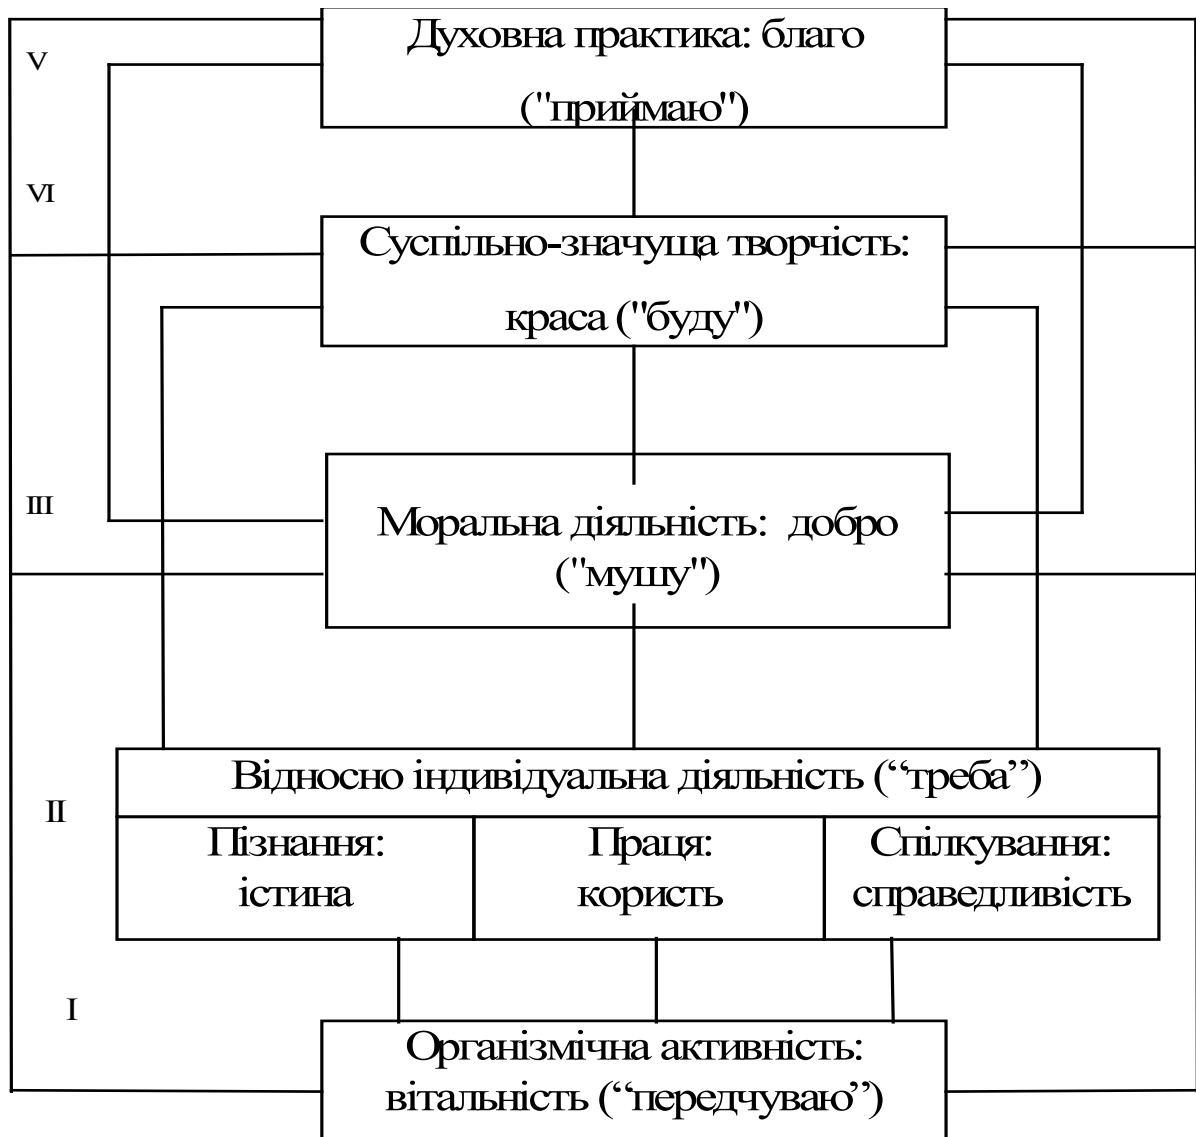 Духовна практика: благо
V
("приймаю")
VI
Суспільно-значуща творчість:
краса ("буду")
III
Моральна діяльність: добро
("мушу")
Відносно індивідуальна діяльність (“треба”)
II
Пізнання:
істина
Праця:
користь
Спілкування:
справедливість
I
Організмічна активність:
вітальність (“передчуваю”)